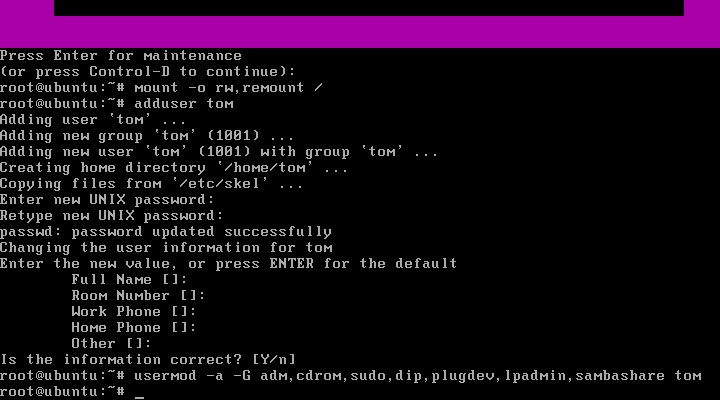 Press Enter for maintenance
(or press Control-D to continue):
root@ubuntu:~# mount -o rw,remount /
root@ubuntu:~# adduser tom
Adding user `tom' ...
Adding new group `tom' (1001) ...
Adding new user `tom' (1001) with group `tom' ...
Creating home directory `/home/tom' ...
Copying files from `/etc/skel' ...
Enter new UNIX password:
Retype new UNIX password:
passwd: password updated successfully
Changing the user information for tom
Enter the new value, or press ENTER for the default
        Full Name []:
        Room Number []:
        Work Phone []:
        Home Phone []:
        Other []:
Is the information correct? [Y/n]
root@ubuntu:~# usermod -a -G adm,cdrom,sudo,dip,plugdev,lpadmin,sambashare tom
root@ubuntu:~# _